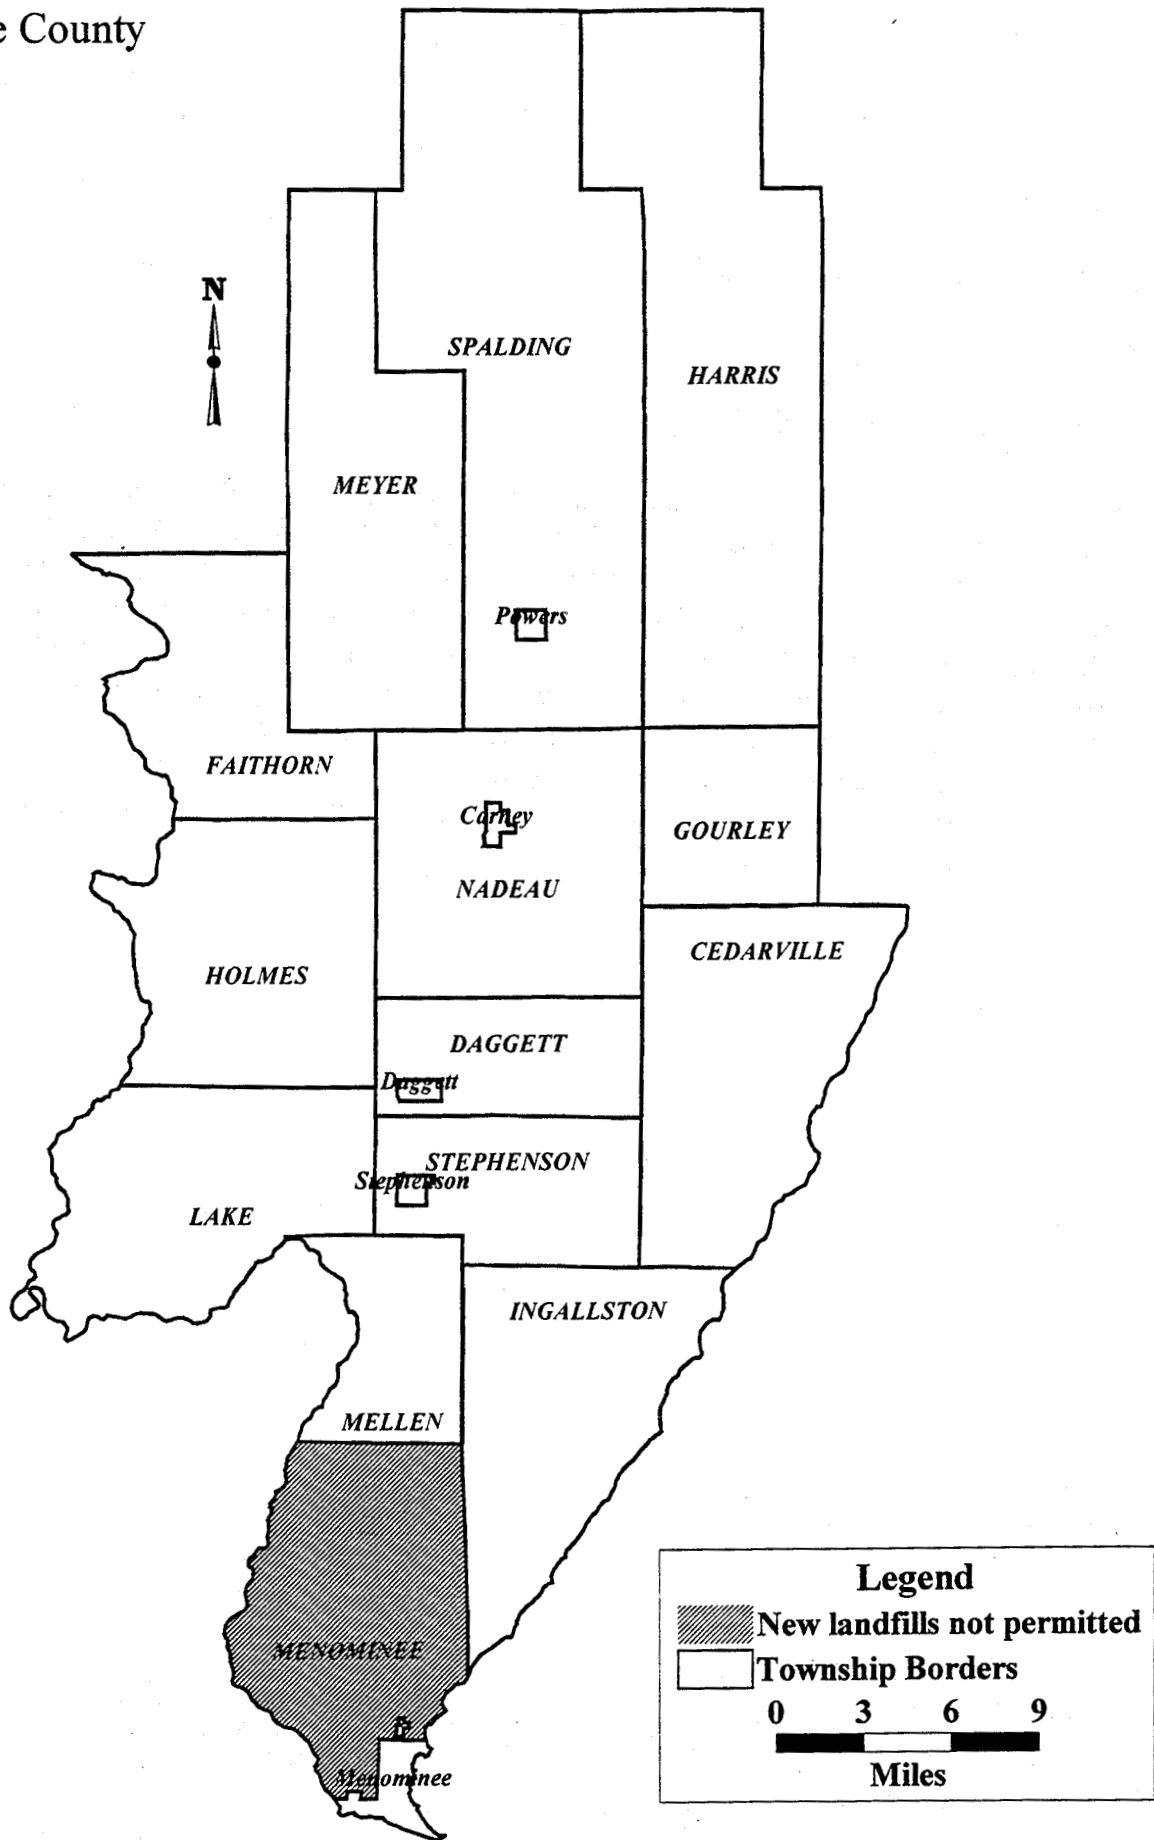 e County
N
SPALDING
HARRIS
MEYER
Powers
FAITHORN
Carney
GOURLEY
NADEAU
CEDARVILLE
HOLMES
DAGGETT
Daggett
STEPHENSON
Stephenson
LAKE
INGALLSTON
MELLEN
MENOMINEE
Menominee
Legend
New landfills not permitted
Township Borders
0 3 6 9
Miles